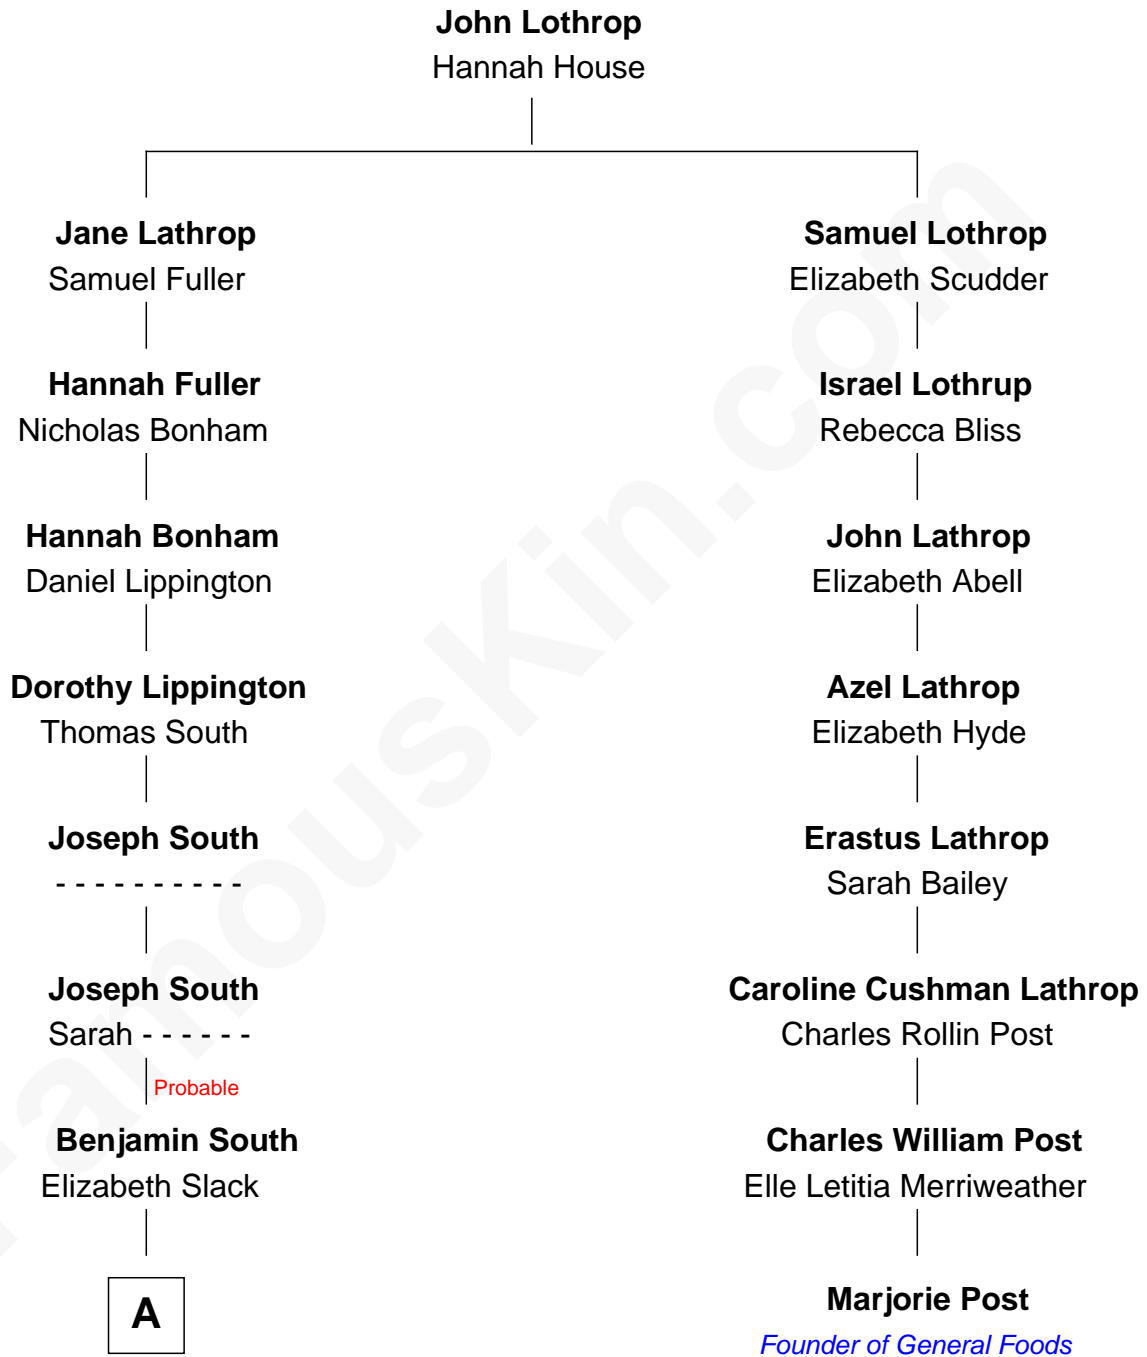 John Lothrop
Hannah House
Jane Lathrop
Samuel Fuller
Hannah Fuller
Nicholas Bonham
Hannah Bonham
Daniel Lippington
Dorothy Lippington
Thomas South
Joseph South
- - - - - - - - - -
Joseph South
Sarah - - - - - -
Probable
Benjamin South
Elizabeth Slack
A
Samuel Lothrop
Elizabeth Scudder
Israel Lothrup
Rebecca Bliss
John Lathrop
Elizabeth Abell
Azel Lathrop
Elizabeth Hyde
Erastus Lathrop
Sarah Bailey
Caroline Cushman Lathrop
Charles Rollin Post
Charles William Post
Elle Letitia Merriweather
Marjorie Post
Founder of General Foods
FamousKin.com